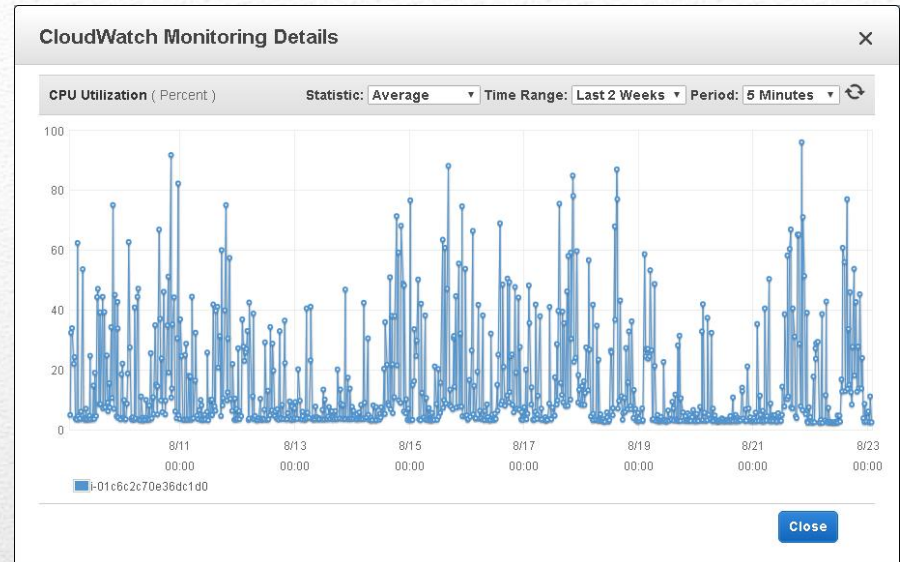 CloudWatch Monitoring Details ×
CPU Utilization ( Percent ) Statistic: Average Time Range: Last 2 Weeks Period: 5 Minutes
100
80
60
40
20
0
8/11 8/13 8/15 8/17 8/19 8/21 8/23
00:00 00:00 00:00 00:00 00:00 00:00 00:00
i-01c6c2c70e36dc1d0
Close